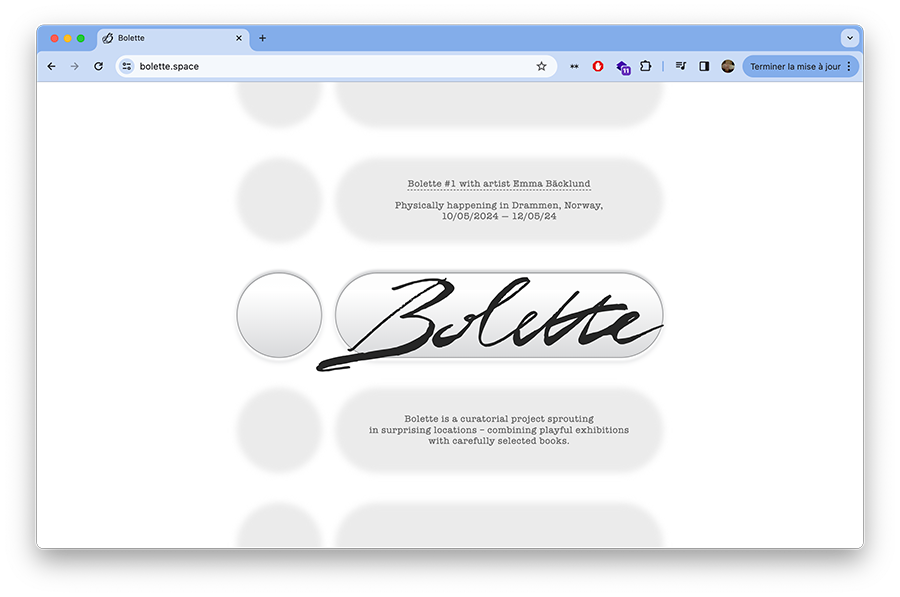 Bolette
bolette.space
Terminer la mise à jour
11
Bolette #1 with artist Emma Bäcklund
Physically happening in Drammen, Norway,
10/05/2024 — 12/05/24
Bolette
Bolette is a curatorial project sprouting
in surprising locations – combining playful exhibitions
with carefully selected books.